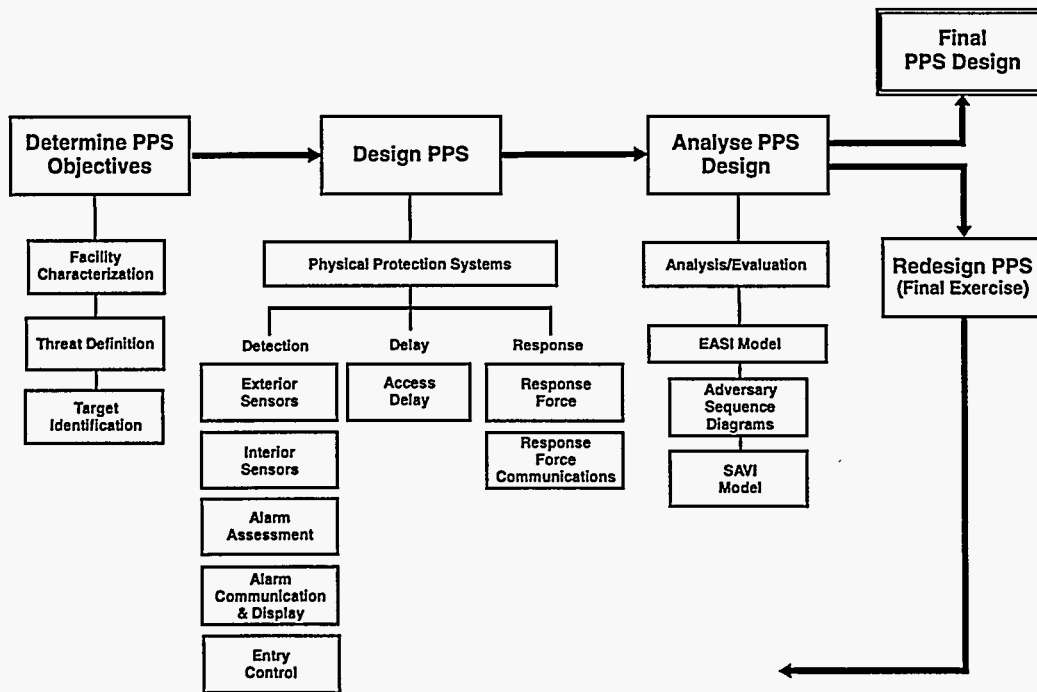 Final
PPS Design
Determine PPS
Objectives
Design PPS
Analyse PPS
Design
Redesign PPS
(Final Exercise)
Facility
Characterization
Threat Definition
Target
Identification
Physical Protection Systems
Detection
Exterior
Sensors
Interior
Sensors
Alarm
Assessment
Alarm
Communication
& Display
Entry
Control
Delay
Access
Delay
Response
Response
Force
Response
Force
Communications
Analysis/Evaluation
EASI Model
Adversary
Sequence
Diagrams
SAVI
Model